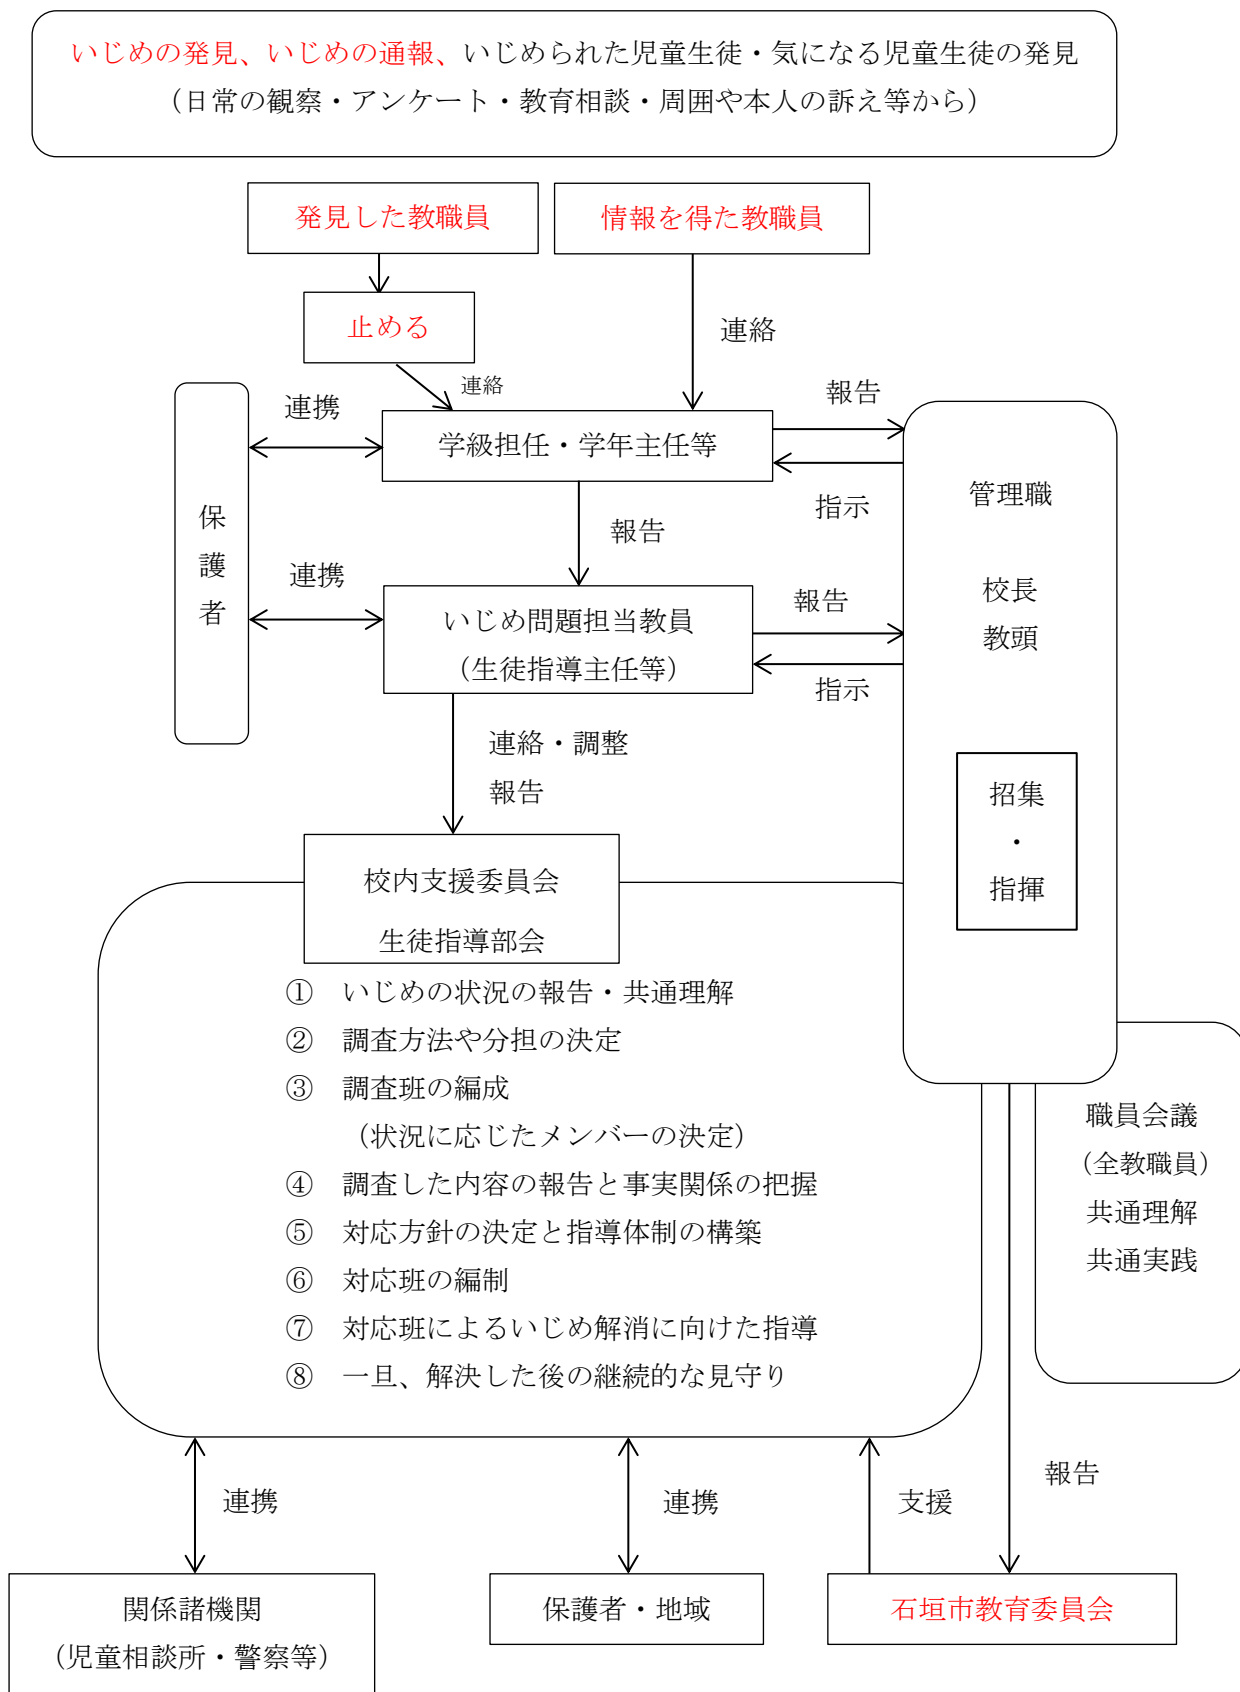 いじめの発見、いじめの通報、いじめられた児童生徒・気になる児童生徒の発見
（日常の観察・アンケート・教育相談・周囲や本人の訴え等から）
発見した教職員
情報を得た教職員
止める
連絡
連絡
保護者
連携
学級担任・学年主任等
報告
指示
報告
連携
いじめ問題担当教員
（生徒指導主任等）
報告
指示
管理職
校長
教頭
招集
・
指揮
連絡・調整
報告
校内支援委員会
生徒指導部会
① いじめの状況の報告・共通理解
② 調査方法や分担の決定
③ 調査班の編成
（状況に応じたメンバーの決定）
④ 調査した内容の報告と事実関係の把握
⑤ 対応方針の決定と指導体制の構築
⑥ 対応班の編制
⑦ 対応班によるいじめ解消に向けた指導
⑧ 一旦、解決した後の継続的な見守り
職員会議
（全教職員）
共通理解
共通実践
連携
連携
支援
報告
関係諸機関
（児童相談所・警察等）
保護者・地域
石垣市教育委員会